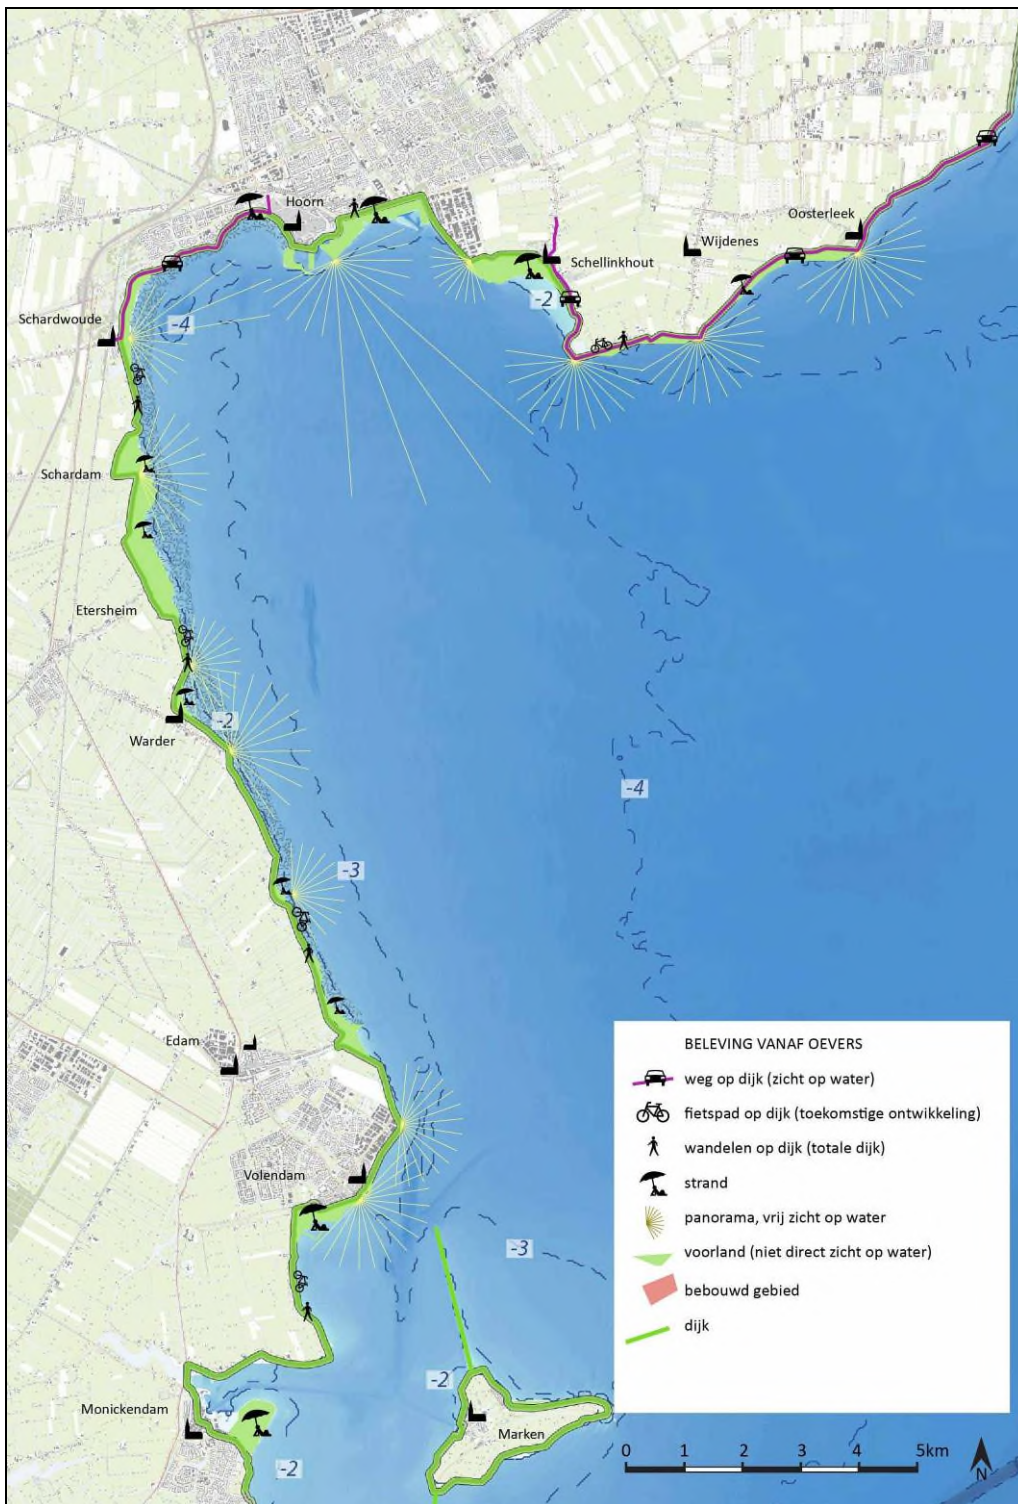 Hoorn
Oosterleek
Wijdenes
Schellinkhout
-2
Schardwoude
-4
Schardam
Etersheim
-2
Warder
-4
-3
BELEVING VANAF OEVERS
weg op dijk (zicht op water)
Edam
fietspad op dijk (toekomstige ontwikkeling)
wandelen op dijk (totale dijk)
Volendam
strand
panorama, vrij zicht op water
-3
voorland (niet direct zicht op water)
bebouwd gebied
dijk
-2
Monickendam
Marken
0 1 2 3 4 5km
-2
N